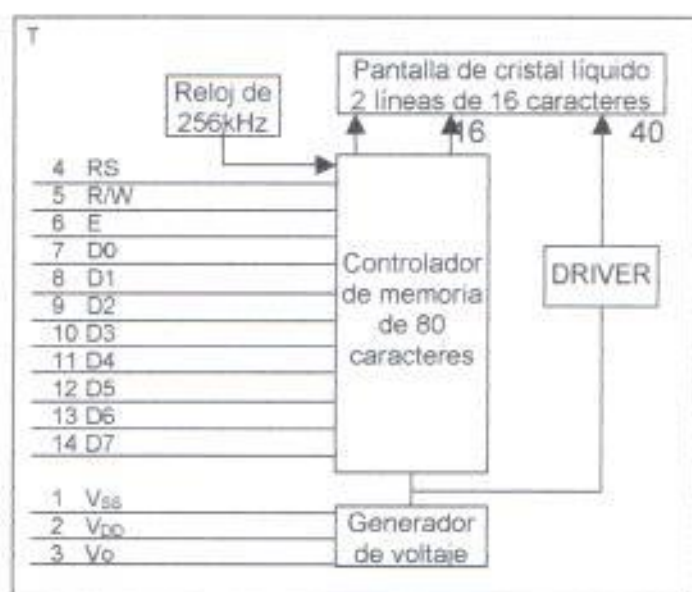 T
Pantalla de cristal líquido
2 líneas de 16 caracteres
Reloj de
256kHz
16
40
4 RS
5 R/W
6 E
7 D0
8 D1
9 D2
10 D3
11 D4
12 D5
13 D6
14 D7
Controlador
de memoria
de 80
caracteres
DRIVER
1 VSS
2 VDD
3 Vo
Generador
de voltaje